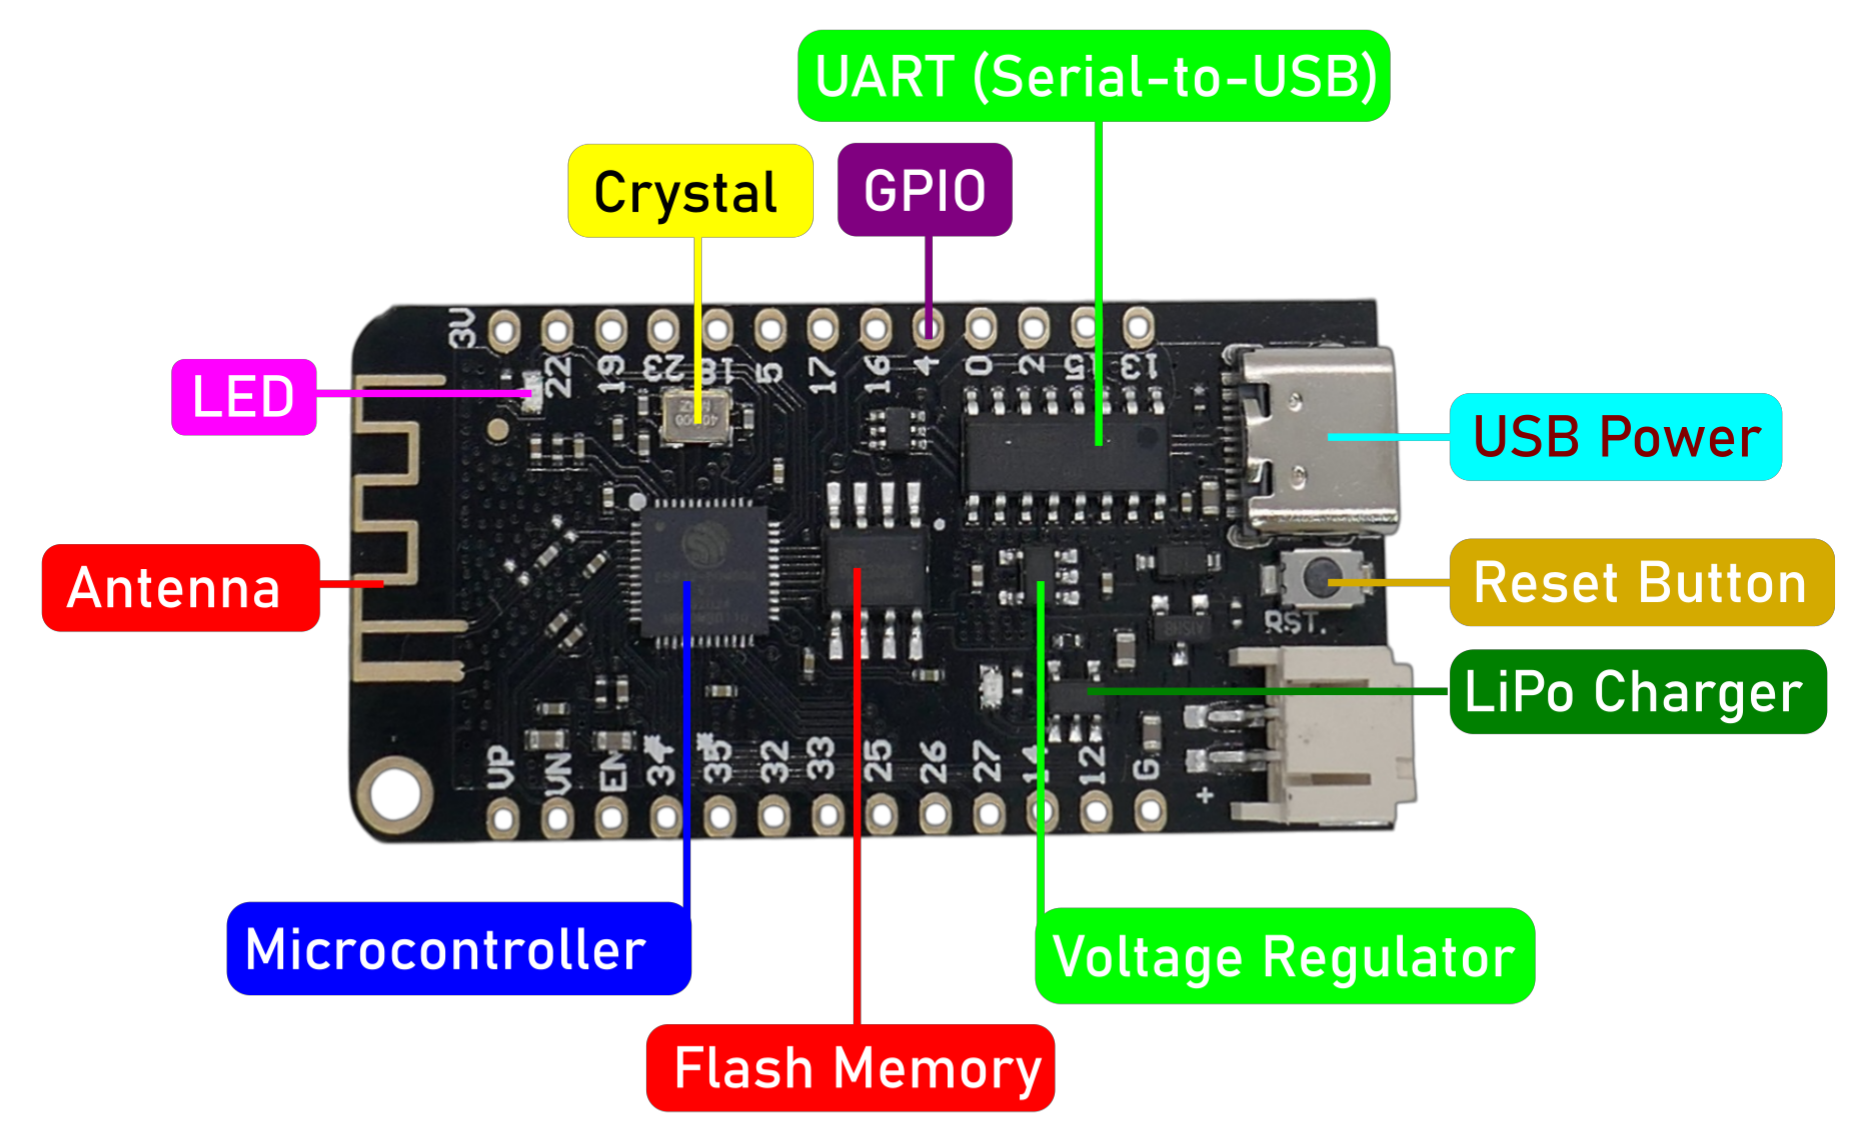 UART (Serial-to-USB)
Crystal
GPIO
3V
22
19
23
18
5
17
16
4
0
2
15
13
LED
USB Power
Antenna
Reset Button
RST.
LiPo Charger
VP
VN
EN
34*
35*
32
33
25
26
27
14
12
G
+
Microcontroller
Voltage Regulator
Flash Memory